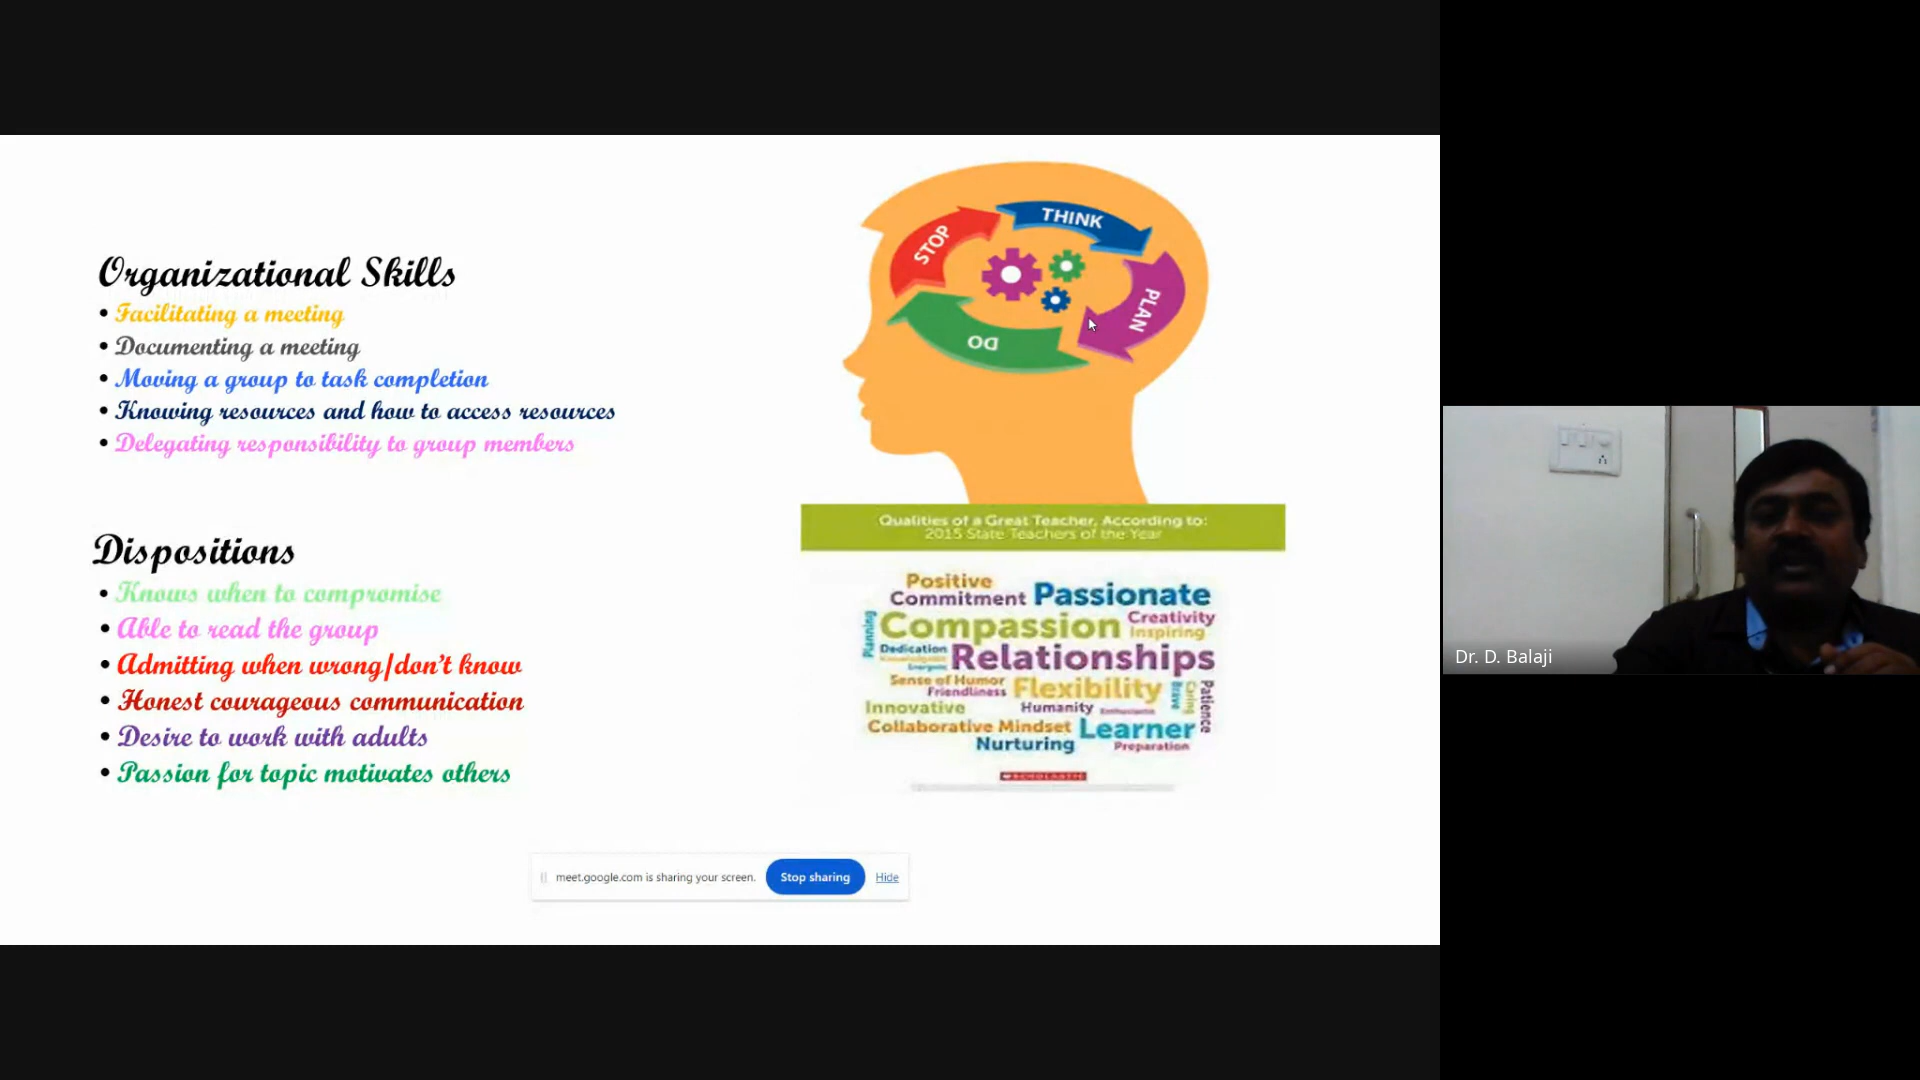 Organizational Skills
• Facilitating a meeting
• Documenting a meeting
• Moving a group to task completion
• Knowing resources and how to access resources
• Delegating responsibility to group members
Dispositions
• Knows when to compromise
• Able to read the group
• Admitting when wrong/don't know
• Honest courageous communication
• Desire to work with adults
• Passion for topic motivates others
STOP
THINK
PLAN
DO
Qualities of a Great Teacher, According to:
2015 State Teachers of the Year
Positive
Commitment
Passionate
Planning
Compassion
Creativity
Inspiring
Dedication
Relationships
Sense of Humor
Friendliness
Flexibility
Brave
Caring
Patience
Innovative
Humanity
Collaborative Mindset
Learner
Nurturing
Preparation
SCHOLASTIC
meet.google.com is sharing your screen.
Stop sharing
Hide
Dr. D. Balaji